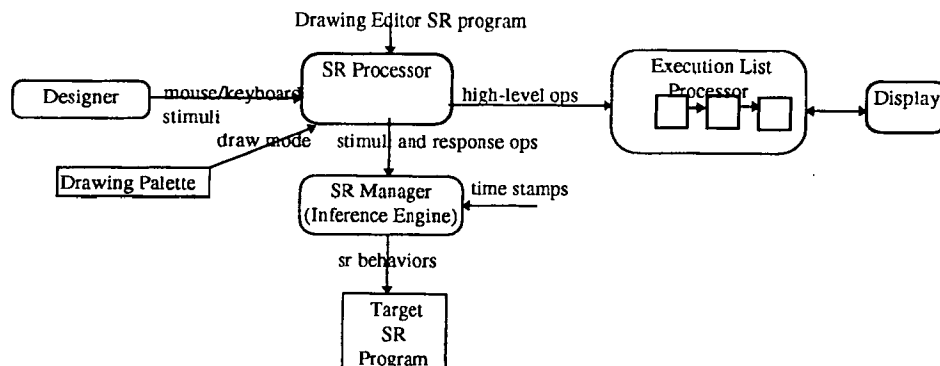 Drawing Editor SR program
SR Processor
Designer
mouse/keyboard
stimuli
high-level ops
Execution List
Processor
Display
draw mode
stimuli and response ops
Drawing Palette
SR Manager
(Inference Engine)
time stamps
sr behaviors
Target
SR
Program